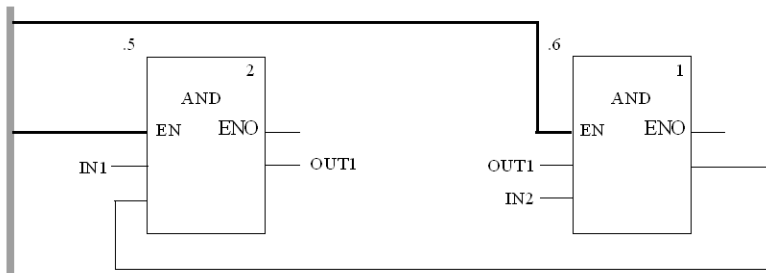 .5
2
AND
EN ENO
IN1
OUT1
.6
1
AND
EN ENO
OUT1
IN2